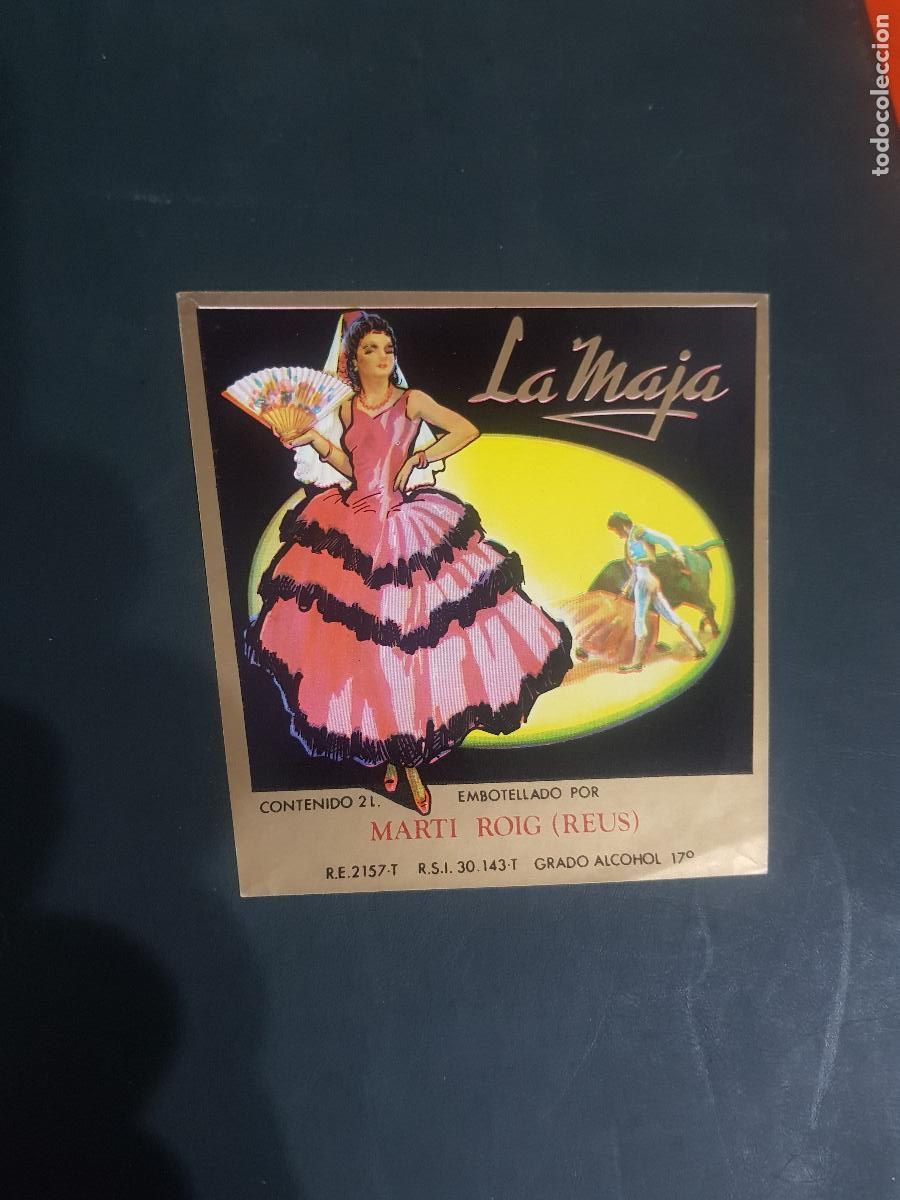 todocoleccion
La Maja
CONTENIDO 2 L. EMBOTELLADO POR
MARTI ROIG (REUS)
R.E.2157-T R.S.I. 30.143-T GRADO ALCOHOL 17º